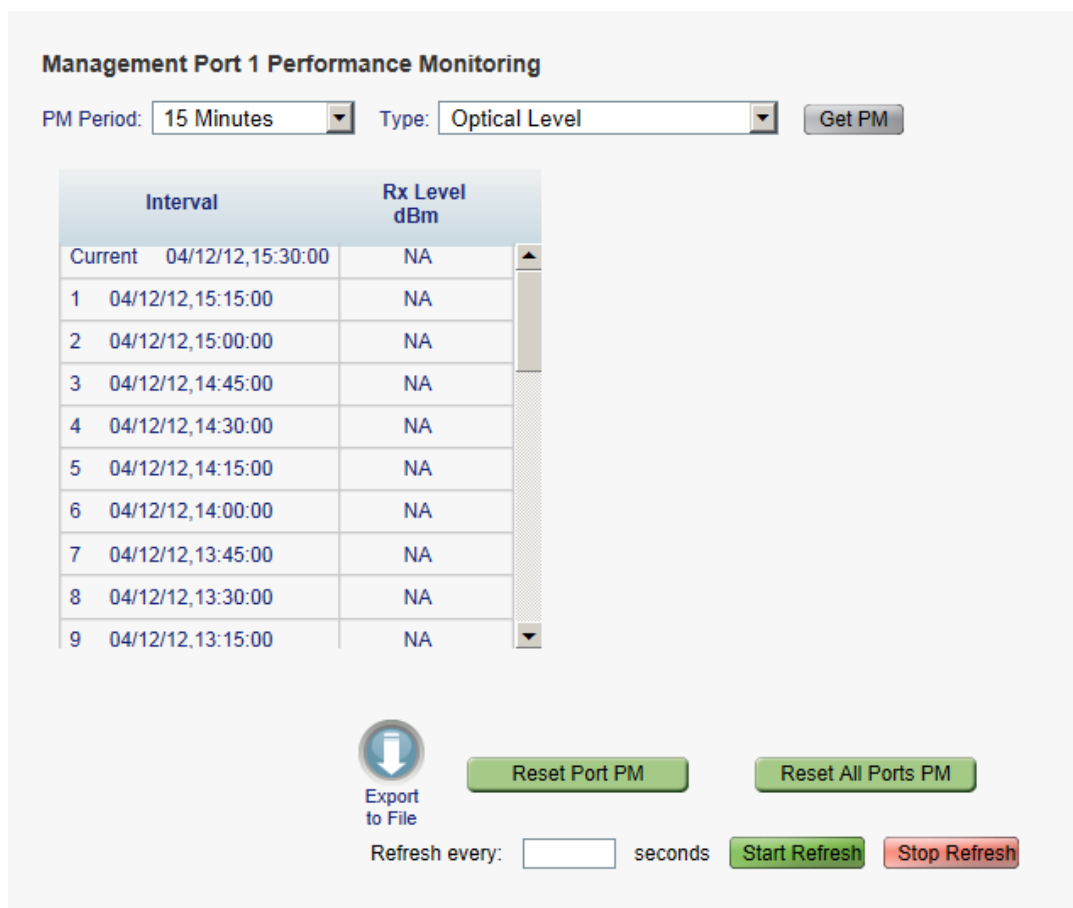 Management Port 1 Performance Monitoring
PM Period: 15 Minutes Type: Optical Level Get PM
Interval Rx Level dBm
Current 04/12/12,15:30:00 NA
1 04/12/12,15:15:00 NA
2 04/12/12,15:00:00 NA
3 04/12/12,14:45:00 NA
4 04/12/12,14:30:00 NA
5 04/12/12,14:15:00 NA
6 04/12/12,14:00:00 NA
7 04/12/12,13:45:00 NA
8 04/12/12,13:30:00 NA
9 04/12/12,13:15:00 NA
Export
to File
Reset Port PM Reset All Ports PM
Refresh every: seconds Start Refresh Stop Refresh